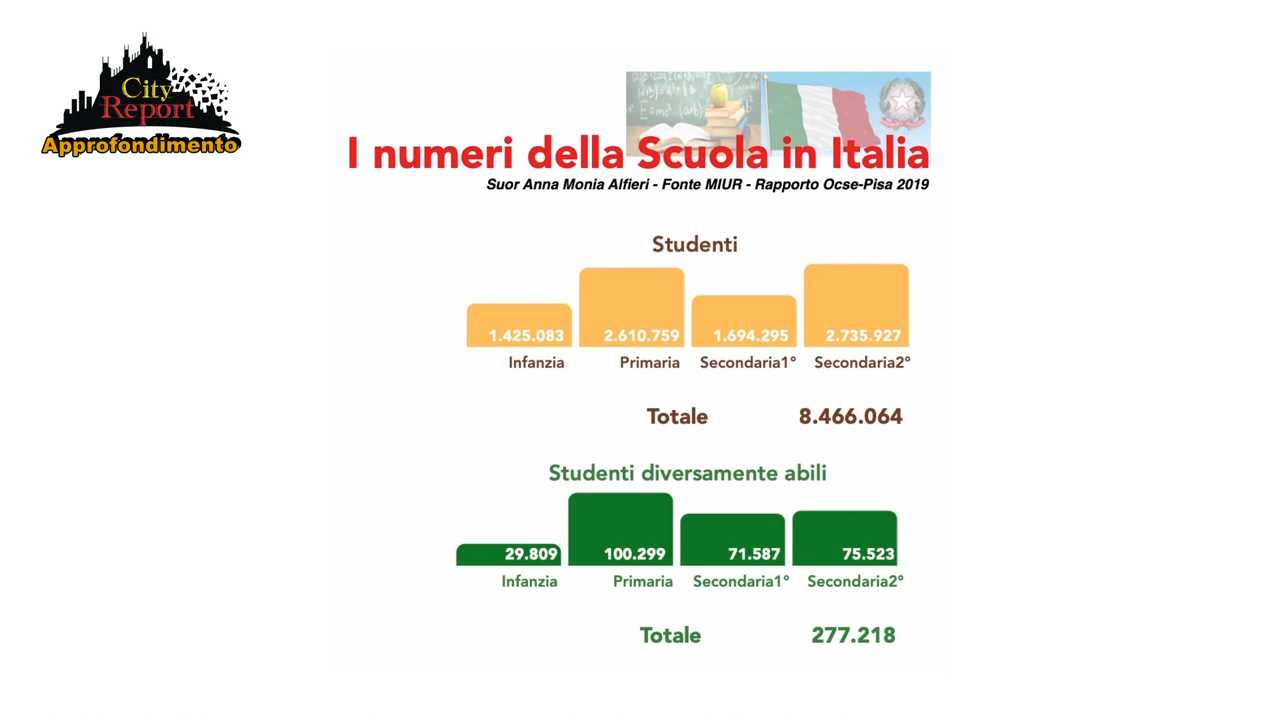 City
Report
Approfondimento
E=mc²
I numeri della Scuola in Italia
Suor Anna Monia Alfieri - Fonte MIUR - Rapporto Ocse-Pisa 2019
Studenti
1.425.083 2.610.759 1.694.295 2.735.927
Infanzia Primaria Secondaria1° Secondaria2°
Totale 8.466.064
Studenti diversamente abili
29.809 100.299 71.587 75.523
Infanzia Primaria Secondaria1° Secondaria2°
Totale 277.218